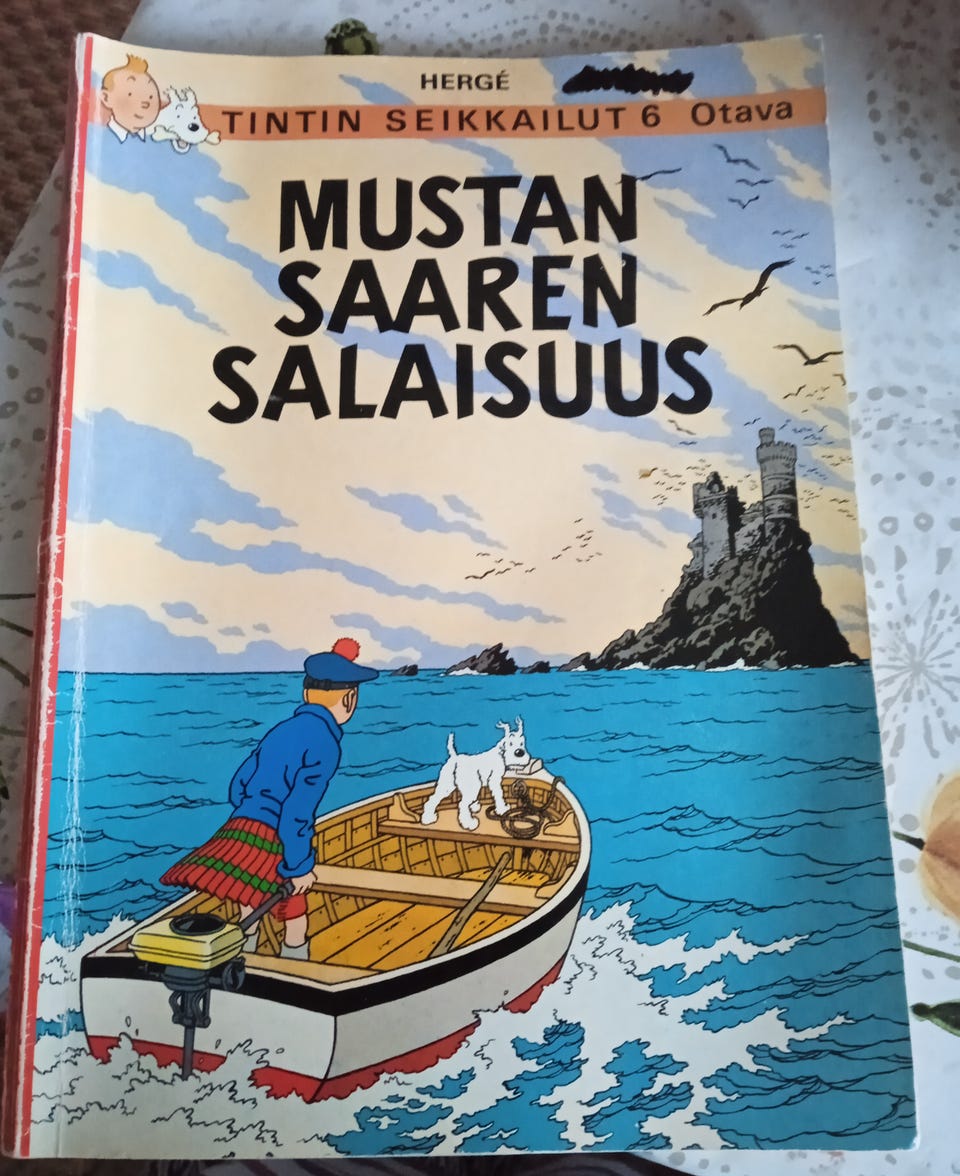 HERGÉ
TINTIN SEIKKAILUT 6 Otava
MUSTAN
SAAREN
SALAISUUS